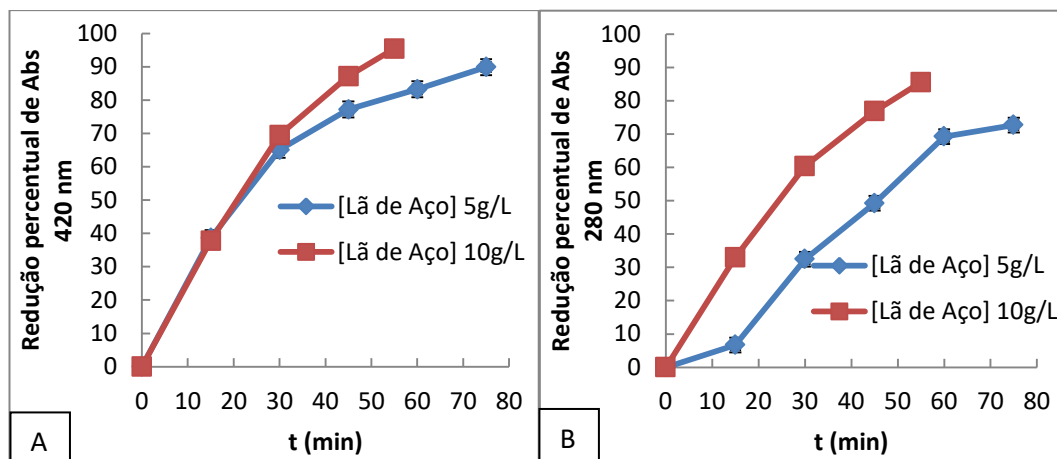 Redução percentual de Abs
420 nm
100
90
80
70
60
50
40
30
20
10
0
[Lã de Aço] 5g/L
[Lã de Aço] 10g/L
0 10 20 30 40 50 60 70 80
t (min)
A
Redução percentual de Abs
280 nm
100
90
80
70
60
50
40
30
20
10
0
[Lã de Aço] 5g/L
[Lã de Aço] 10g/L
0 10 20 30 40 50 60 70 80
t (min)
B